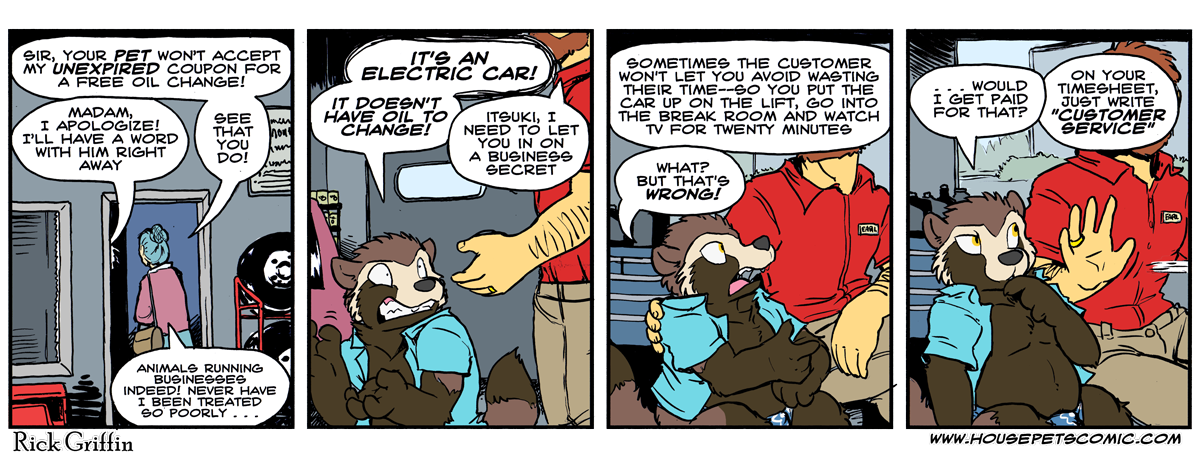 SIR, YOUR PET WON'T ACCEPT
MY UNEXPIRED COUPON FOR
A FREE OIL CHANGE!
MADAM,
I APOLOGIZE!
I'LL HAVE A WORD
WITH HIM RIGHT
AWAY
SEE
THAT
YOU
DO!
ANIMALS RUNNING
BUSINESSES
INDEED! NEVER HAVE
I BEEN TREATED
SO POORLY . . .
IT'S AN
ELECTRIC CAR!
IT DOESN'T
HAVE OIL TO
CHANGE!
ITSUKI, I
NEED TO LET
YOU IN ON
A BUSINESS
SECRET
SOMETIMES THE CUSTOMER
WON'T LET YOU AVOID WASTING
THEIR TIME--SO YOU PUT THE
CAR UP ON THE LIFT, GO INTO
THE BREAK ROOM AND WATCH
TV FOR TWENTY MINUTES
WHAT?
BUT THAT'S
WRONG!
EARL
. . . WOULD
I GET PAID
FOR THAT?
ON YOUR
TIMESHEET,
JUST WRITE
"CUSTOMER
SERVICE"
EARL
Rick Griffin
WWW.HOUSEPETSCOMIC.COM